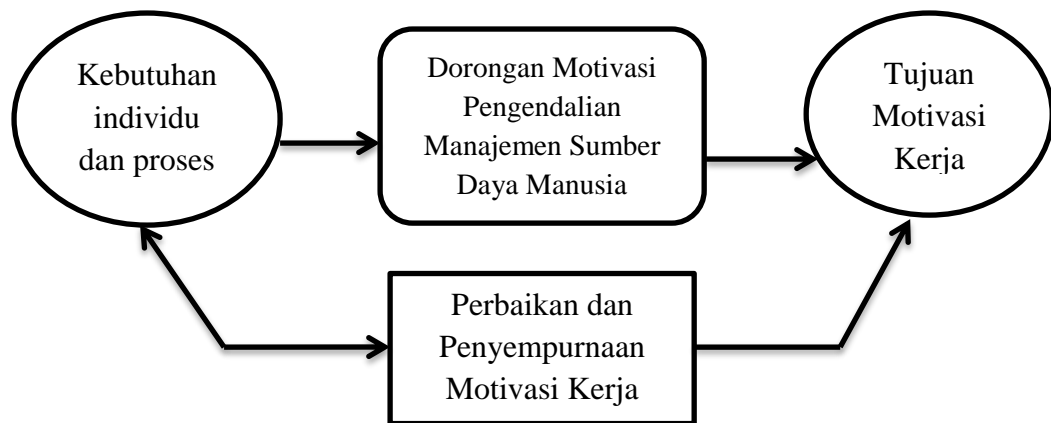 Kebutuhan
individu
dan proses
Dorongan Motivasi
Pengendalian
Manajemen Sumber
Daya Manusia
Tujuan
Motivasi
Kerja
Perbaikan dan
Penyempurnaan
Motivasi Kerja